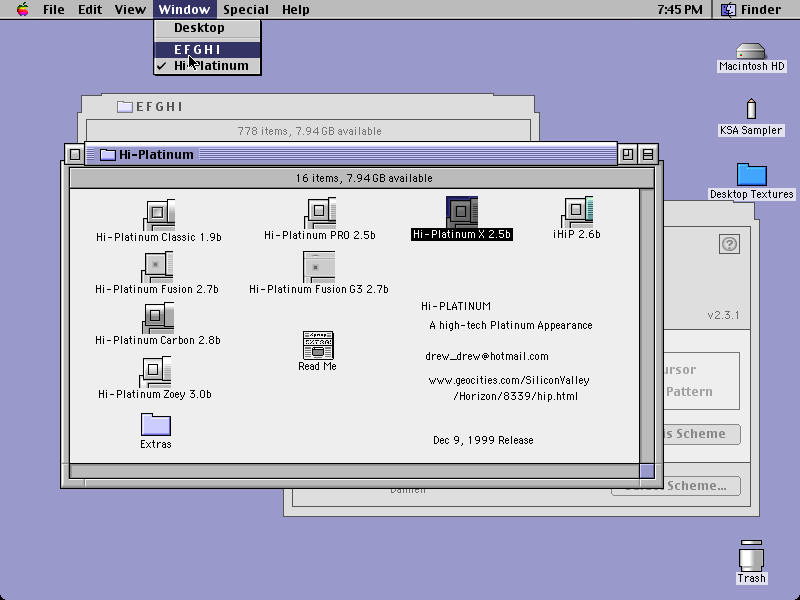 File Edit View Window Special Help 7:45 PM Finder
Desktop
E F G H I
Hi-Platinum
Macintosh HD
E F G H I
KSA Sampler
778 items, 7.94 GB available
Hi-Platinum
16 items, 7.94 GB available
Desktop Textures
Hi-Platinum Classic 1.9b
Hi-Platinum PRO 2.5b
Hi-Platinum X 2.5b
iHiP 2.6b
?
Hi-Platinum Fusion 2.7b
Hi-Platinum Fusion G3 2.7b
Hi-PLATINUM
v2.3.1
A high-tech Platinum Appearance
Hi-Platinum Carbon 2.8b
EXTRA!
Read Me
drew_drew@hotmail.com
ursor
www.geocities.com/SiliconValley
Pattern
Hi-Platinum Zoey 3.0b
/Horizon/8339/hip.html
Extras
Dec 9, 1999 Release
is Scheme
Scheme...
Trash